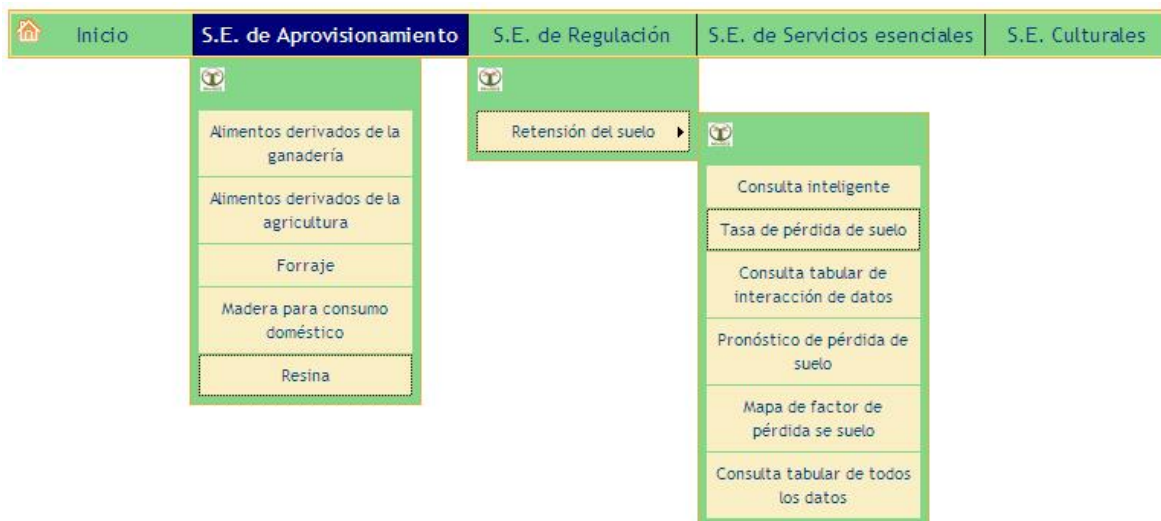 Inicio
S.E. de Aprovisionamiento
S.E. de Regulación
S.E. de Servicios esenciales
S.E. Culturales
Alimentos derivados de la
ganadería
Alimentos derivados de la
agricultura
Forraje
Madera para consumo
doméstico
Resina
Retensión del suelo
Consulta inteligente
Tasa de pérdida de suelo
Consulta tabular de
interacción de datos
Pronóstico de pérdida de
suelo
Mapa de factor de
pérdida se suelo
Consulta tabular de todos
los datos